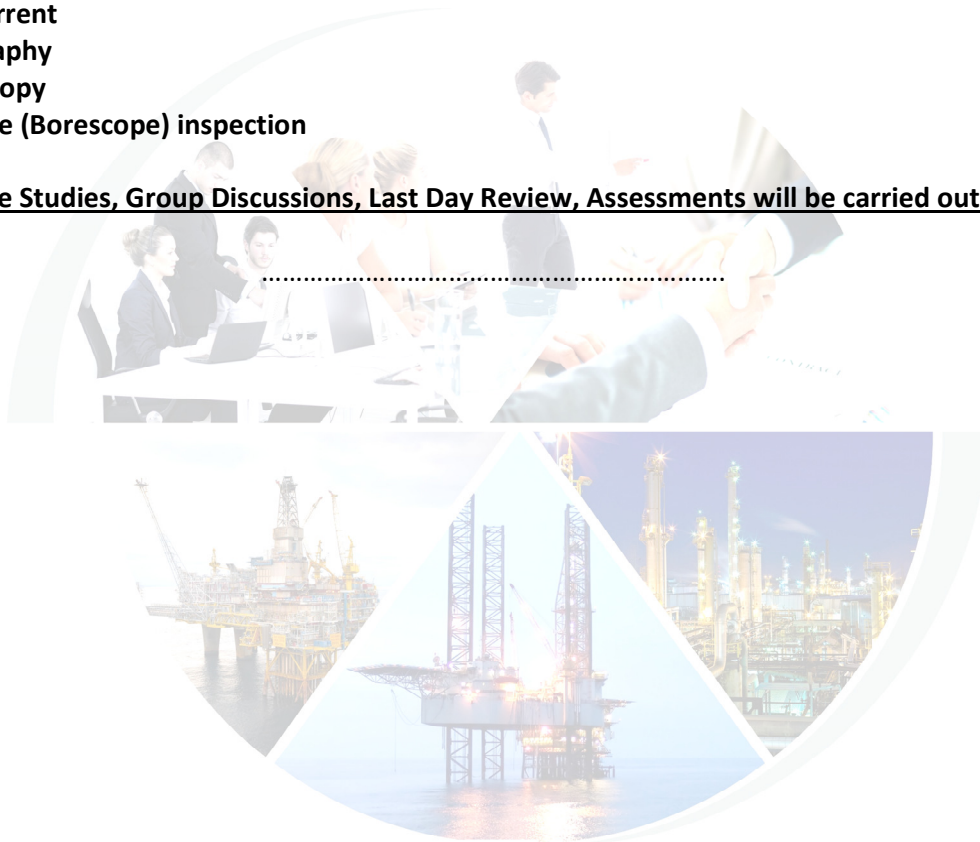 rrent
aphy
opy
e (Borescope) inspection
e Studies, Group Discussions, Last Day Review, Assessments will be carried out
……………………………………………………………